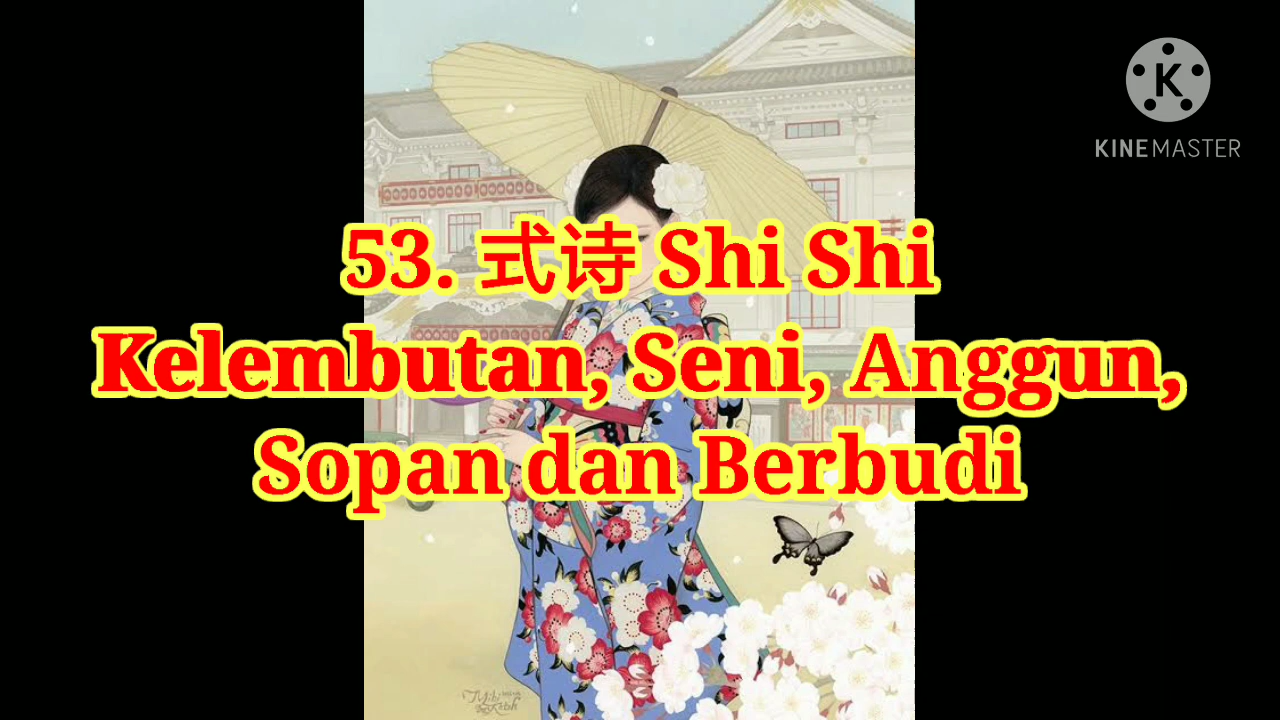 KINEMASTER
53. 式诗 Shi Shi
Kelembutan, Seni, Anggun,
Sopan dan Berbudi